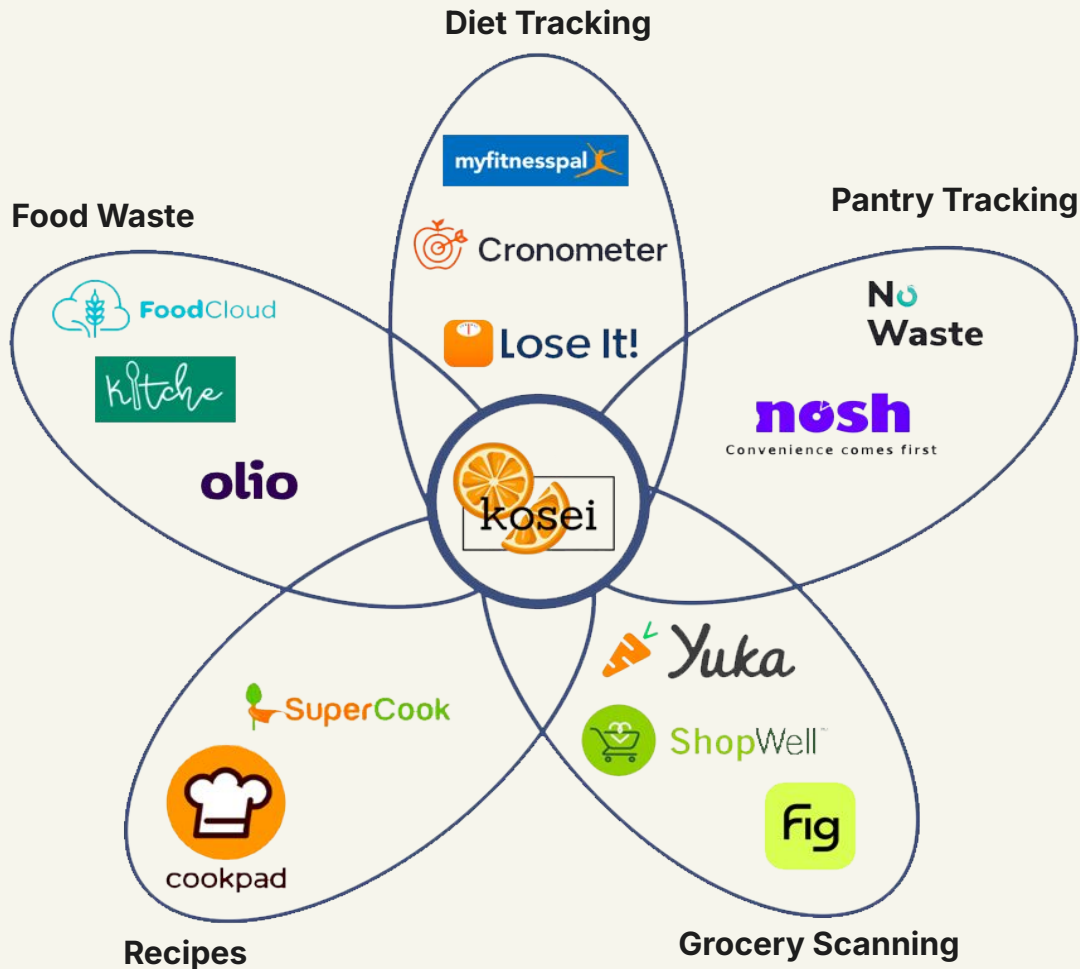 Diet Tracking
myfitnesspal
Cronometer
Lose It!
Food Waste
FoodCloud
kitche
olio
Pantry Tracking
No
Waste
nosh
Convenience comes first
kosei
Yuka
ShopWell
fig
Grocery Scanning
SuperCook
cookpad
Recipes